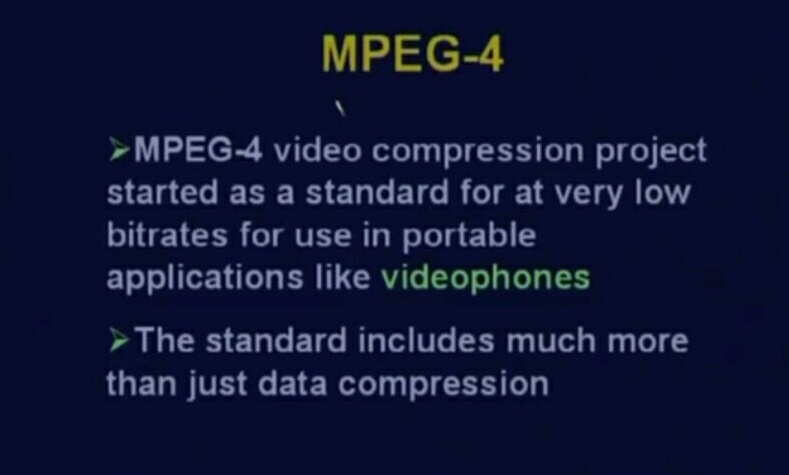 MPEG-4
➢MPEG-4 video compression project
started as a standard for at very low
bitrates for use in portable
applications like videophones
➢The standard includes much more
than just data compression